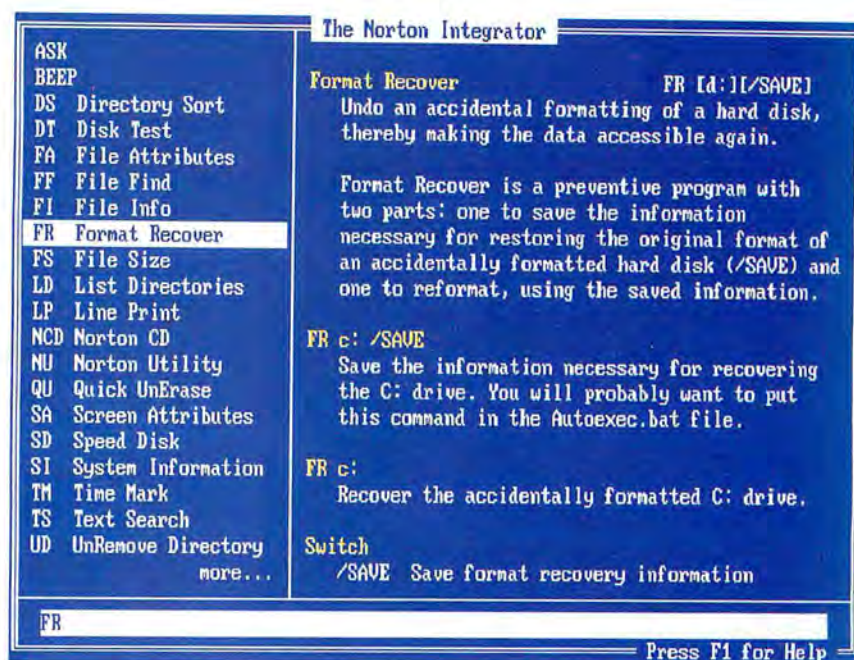 The Norton Integrator
ASK
BEEP
DS Directory Sort
DT Disk Test
FA File Attributes
FF File Find
FI File Info
FR Format Recover
FS File Size
LD List Directories
LP Line Print
NCD Norton CD
NU Norton Utility
QU Quick UnErase
SA Screen Attributes
SD Speed Disk
SI System Information
TM Time Mark
TS Text Search
UD UnRemove Directory
more...
Format Recover FR [d:][/SAVE]
Undo an accidental formatting of a hard disk,
thereby making the data accessible again.
Format Recover is a preventive program with
two parts: one to save the information
necessary for restoring the original format of
an accidentally formatted hard disk (/SAVE) and
one to reformat, using the saved information.
FR c: /SAVE
Save the information necessary for recovering
the C: drive. You will probably want to put
this command in the Autoexec.bat file.
FR c:
Recover the accidentally formatted C: drive.
Switch
/SAVE Save format recovery information
FR
Press F1 for Help